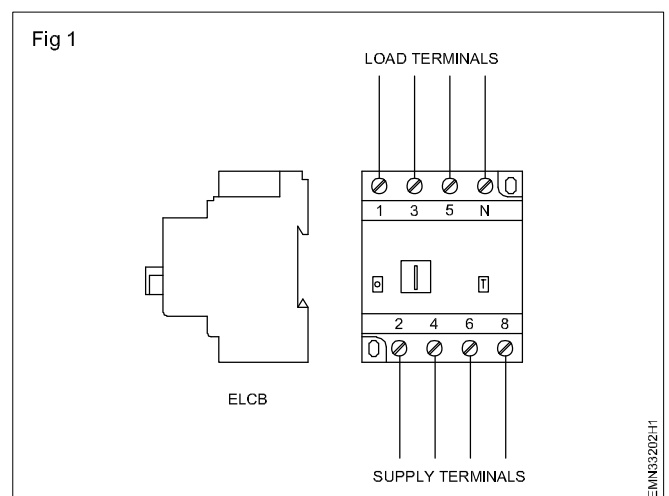 Fig 1
LOAD TERMINALS
1 3 5 N
T
2 4 6 8
ELCB
SUPPLY TERMINALS
EMN33202H1